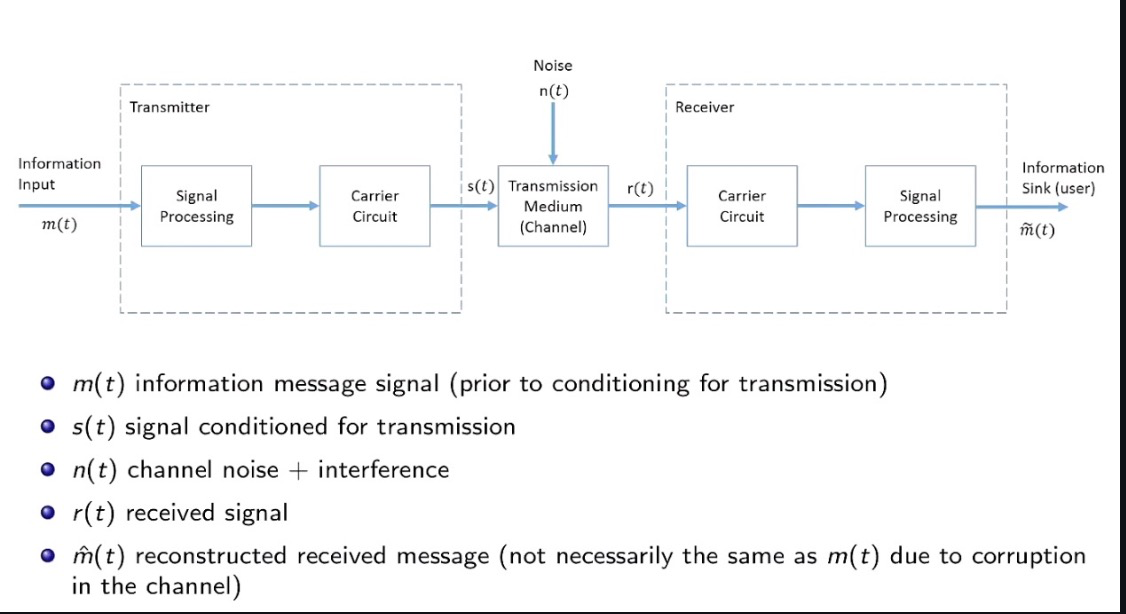 Noise
n(t)
Transmitter
Receiver
Information
Input
m(t)
Signal
Processing
Carrier
Circuit
s(t)
Transmission
Medium
(Channel)
r(t)
Carrier
Circuit
Signal
Processing
Information
Sink (user)
m̃(t)
m(t) information message signal (prior to conditioning for transmission)
s(t) signal conditioned for transmission
n(t) channel noise + interference
r(t) received signal
m̂(t) reconstructed received message (not necessarily the same as m(t) due to corruption
in the channel)